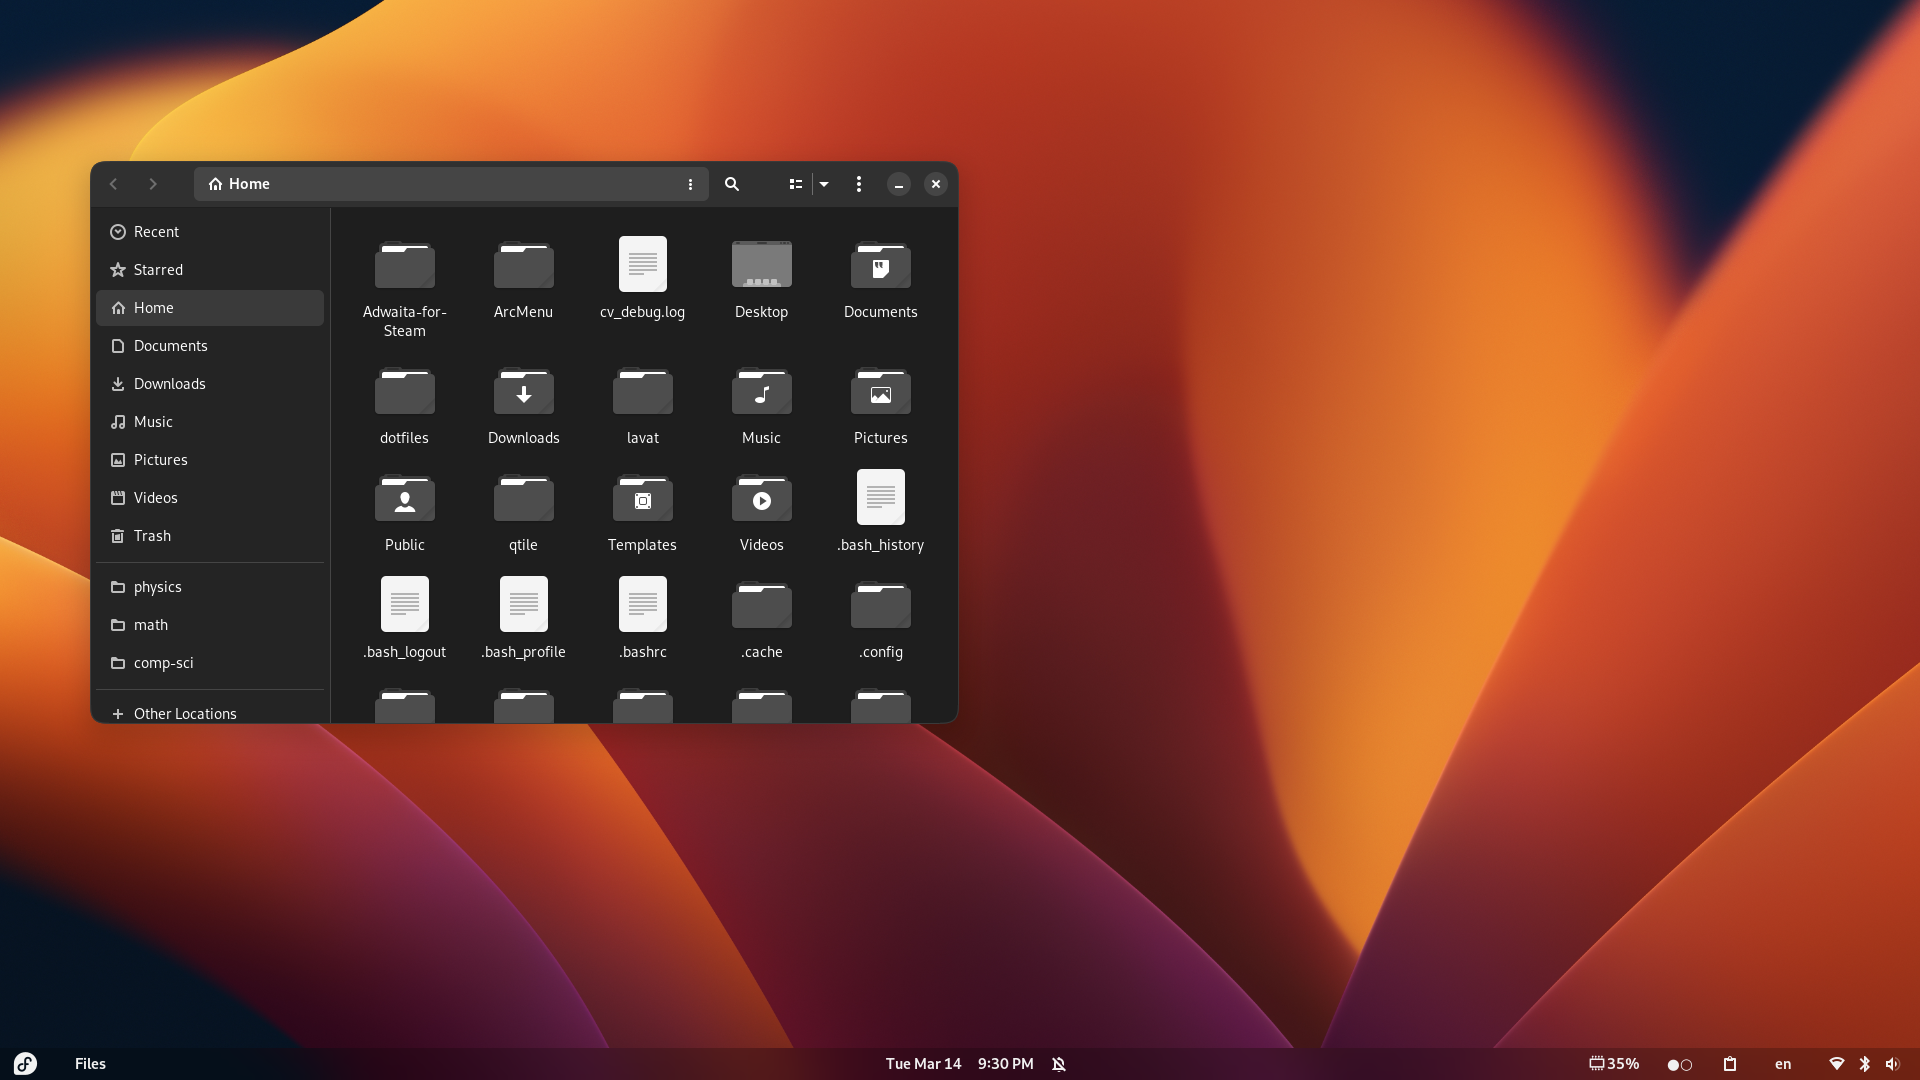 Home
Recent
Starred
Home
Documents
Downloads
Music
Pictures
Videos
Trash
physics
math
comp-sci
Other Locations
Adwaita-for-
Steam
ArcMenu
cv_debug.log
Desktop
Documents
dotfiles
Downloads
lavat
Music
Pictures
Public
qtile
Templates
Videos
.bash_history
.bash_logout
.bash_profile
.bashrc
.cache
.config
Files
Tue Mar 14 9:30 PM
35%
en